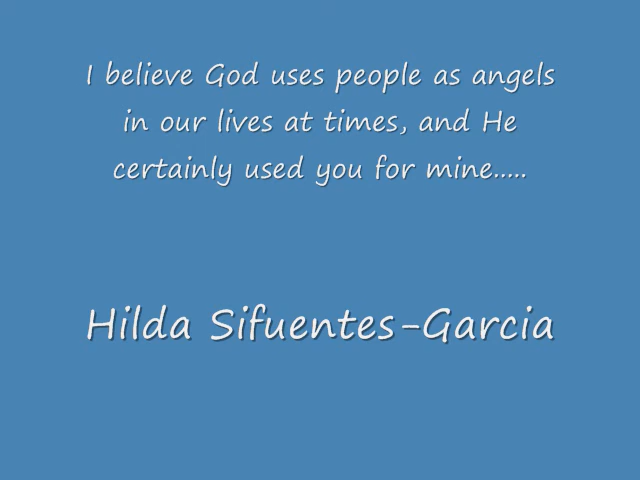 I believe God uses people as angels
in our lives at times, and He
certainly used you for mine.....
Hilda Sifuentes-Garcia